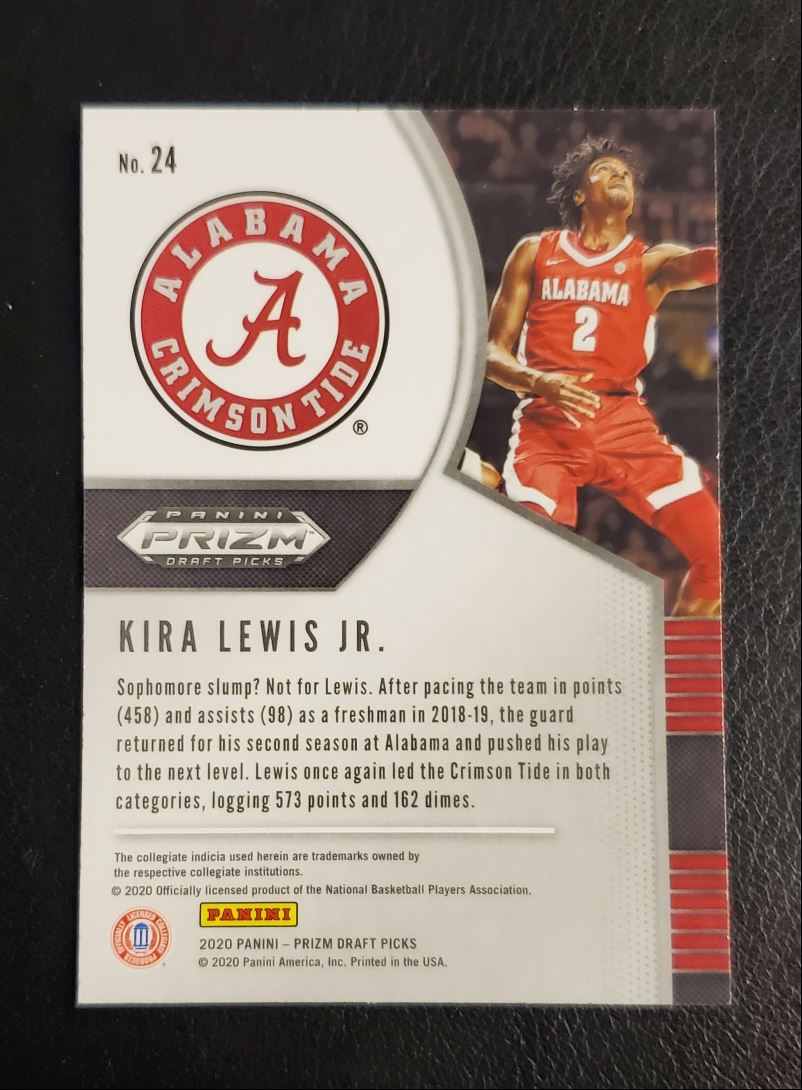 No. 24
ALABAMA
A
CRIMSON TIDE
®
ALABAMA
2
PANINI
PRIZM™
DRAFT PICKS
KIRA LEWIS JR.
Sophomore slump? Not for Lewis. After pacing the team in points
(458) and assists (98) as a freshman in 2018-19, the guard
returned for his second season at Alabama and pushed his play
to the next level. Lewis once again led the Crimson Tide in both
categories, logging 573 points and 162 dimes.
The collegiate indicia used herein are trademarks owned by
the respective collegiate institutions.
© 2020 Officially licensed product of the National Basketball Players Association.
OFFICIALLY LICENSED COLLEGIATE PRODUCTS
PANINI
2020 PANINI – PRIZM DRAFT PICKS
© 2020 Panini America, Inc. Printed in the USA.